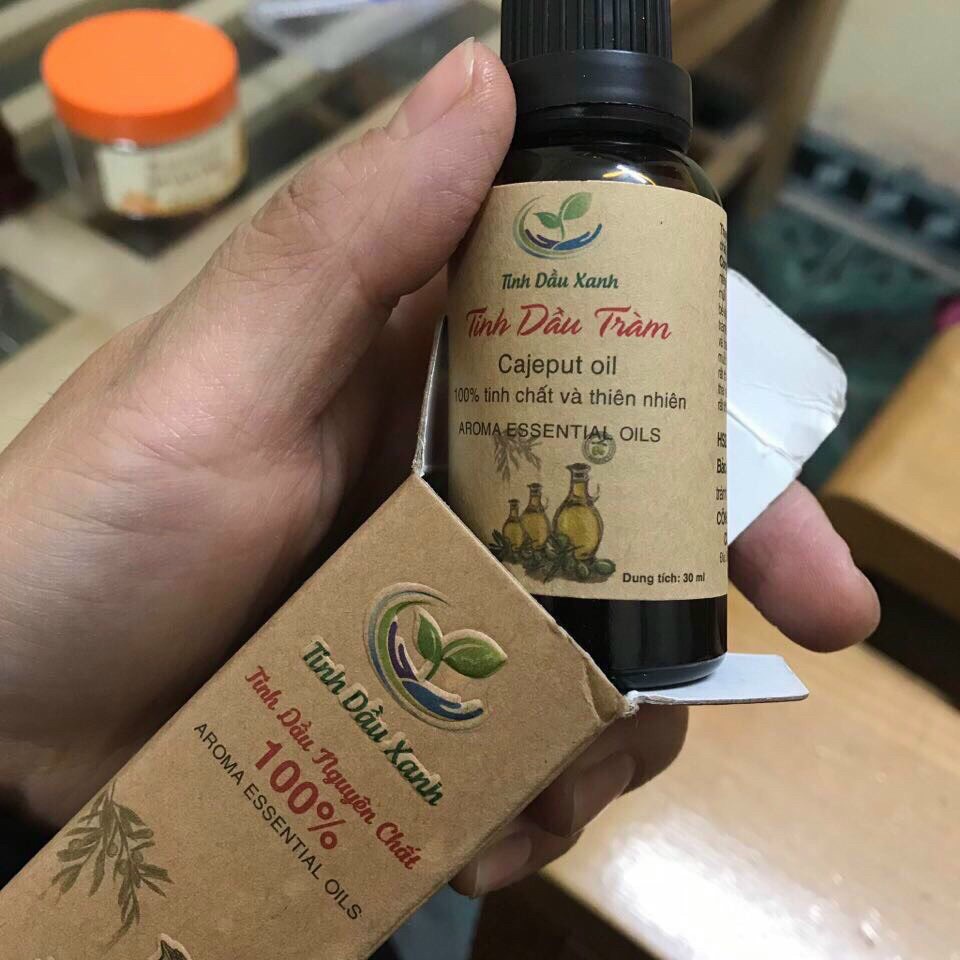 Tinh Dầu Xanh
Tinh Dầu Tràm
Cajeput oil
100% tinh chất và thiên nhiên
AROMA ESSENTIAL OILS
Dung tích: 30 ml
Tinh Dầu Xanh
Tinh Dầu Nguyên Chất
100%
AROMA ESSENTIAL OILS